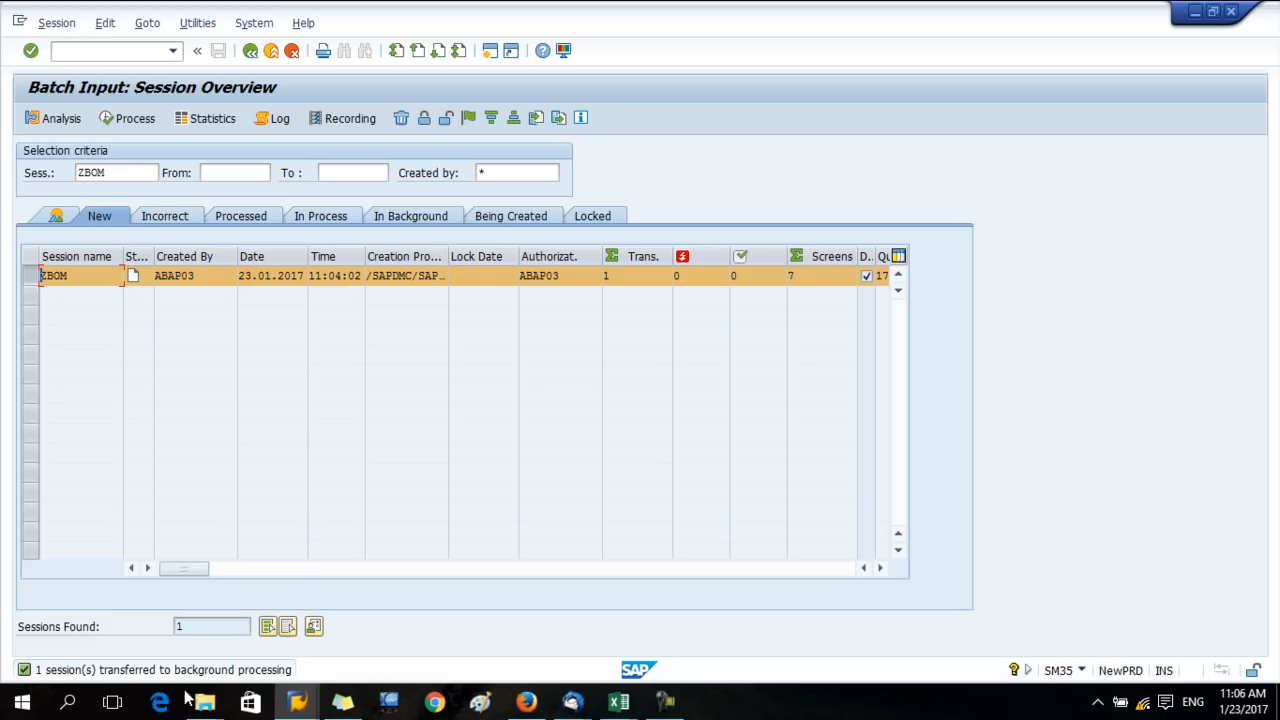 Session Edit Goto Utilities System Help
Batch Input: Session Overview
Analysis Process Statistics Log Recording
Selection criteria
Sess.: ZBOM From: To : Created by: *
New Incorrect Processed In Process In Background Being Created Locked
Session name St... Created By Date Time Creation Pro... Lock Date Authorizat. Trans. Screens D.. Qu
ZBOM ABAP03 23.01.2017 11:04:02 /SAPDMC/SAP... ABAP03 1 0 0 7 17
Sessions Found: 1
1 session(s) transferred to background processing SAP SM35 NewPRD INS
ENG 11:06 AM
1/23/2017